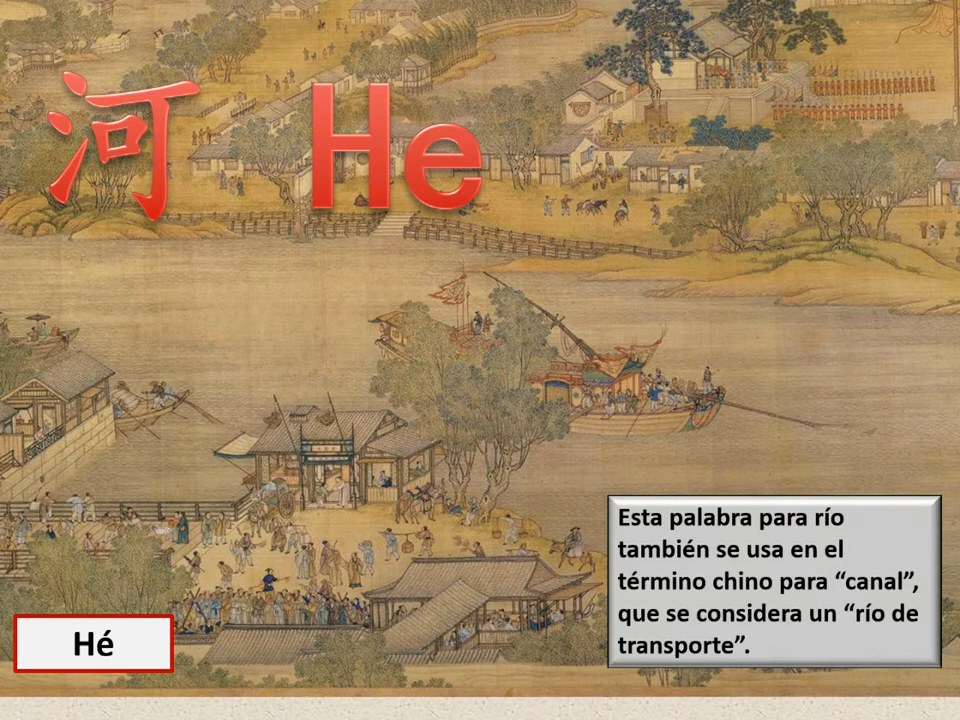 河 He
Esta palabra para río
también se usa en el
término chino para “canal”,
que se considera un “río de
transporte”.
Hé